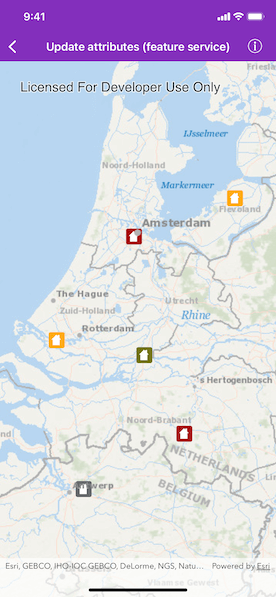 9:41
Update attributes (feature service)
Licensed For Developer Use Only
Frieslan
IJsselmeer
Noord-Holland
Markermeer
Flevoland
Amsterdam
The Hague
Utrecht
Zuid-Holland
Rhine
Rotterdam
's Hertogenbosch
Noord-Brabant
NETHERLANDS
BELGIUM
Antwerp
Esri, GEBCO, IHO-IOC GEBCO, DeLorme, NGS, Natu...
Powered by Esri
Vlaams Gewest